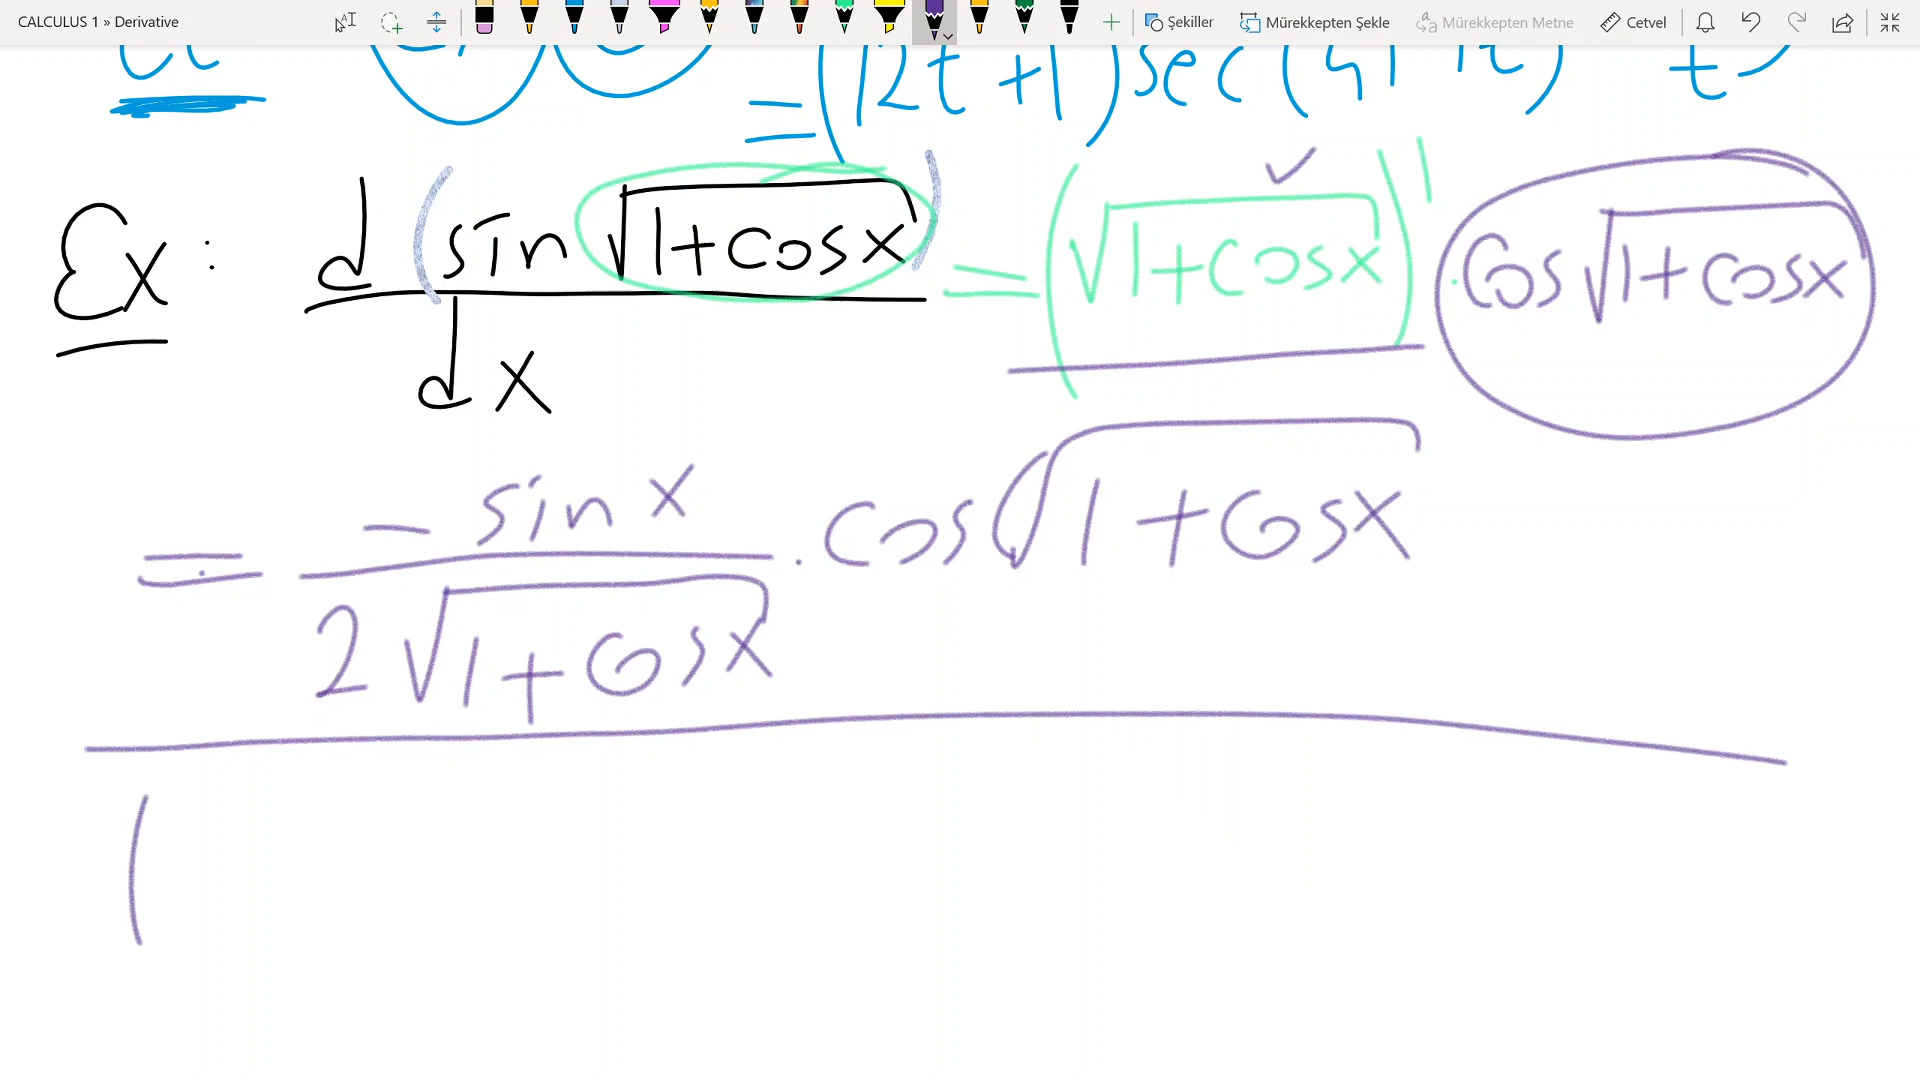 CALCULUS 1 » Derivative Şekiller Mürekkepten Şekle Mürekkepten Metne Cetvel
= (12t + 1) sec(
Ex: d(sin √1+cosx)/dx = (√1+cosx)' . Cos √1+cosx
= - sin x / 2√1+cosx . cos √1+cosx
(